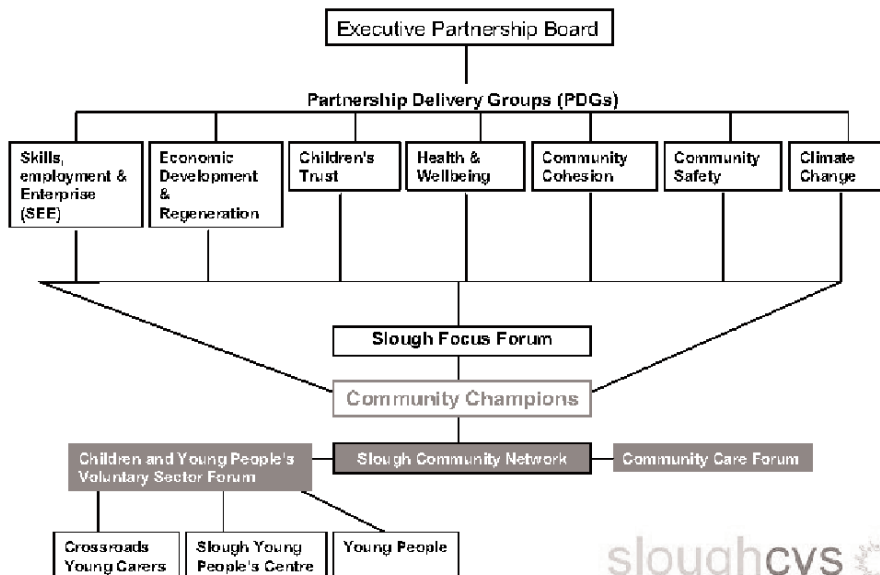 Executive Partnership Board
Partnership Delivery Groups (PDGs)
Skills,
employment &
Enterprise
(SEE)
Economic
Development
&
Regeneration
Children's
Trust
Health &
Wellbeing
Community
Cohesion
Community
Safety
Climate
Change
Slough Focus Forum
Community Champions
Children and Young People's
Voluntary Sector Forum
Slough Community Network
Community Care Forum
Crossroads
Young Carers
Slough Young
People's Centre
Young People
sloughcvs